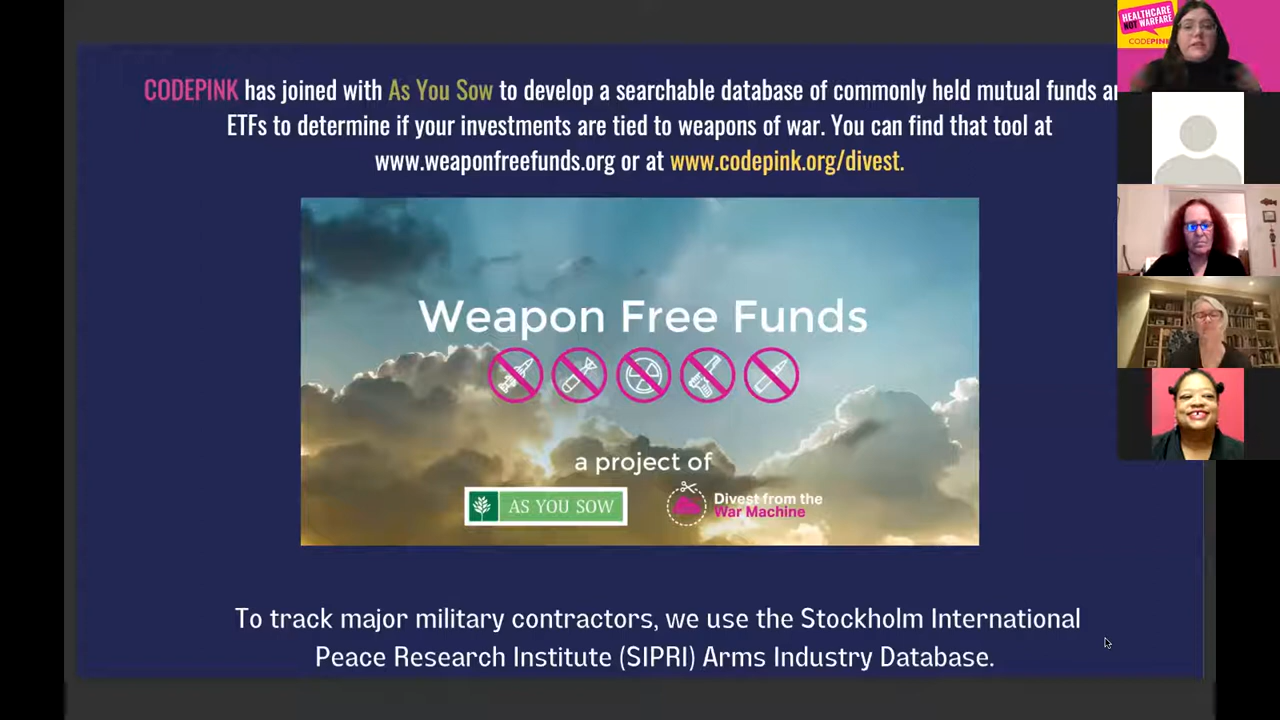 CODEPINK has joined with As You Sow to develop a searchable database of commonly held mutual funds
ETFs to determine if your investments are tied to weapons of war. You can find that tool at
www.weaponfreefunds.org or at www.codepink.org/divest.
Weapon Free Funds
a project of
AS YOU SOW
Divest from the
War Machine
To track major military contractors, we use the Stockholm International
Peace Research Institute (SIPRI) Arms Industry Database.
HEALTHCARE
NOT WARFARE
CODEPINK